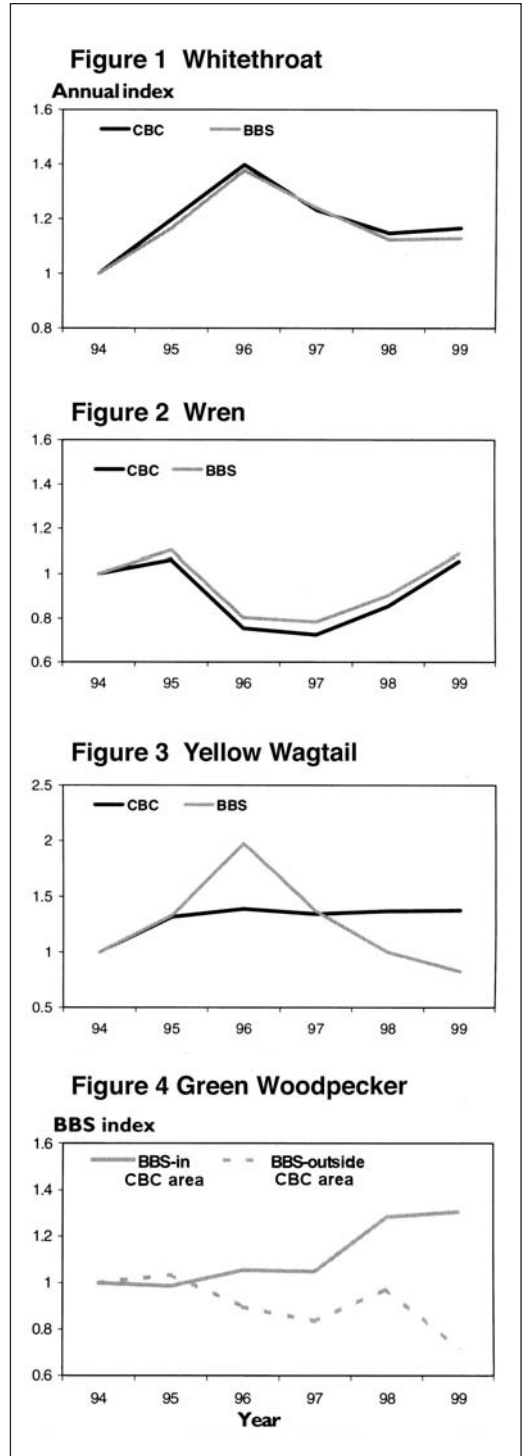 Figure 1 Whitethroat
Annual index
1.6
CBC BBS
1.4
1.2
1
0.8
94 95 96 97 98 99
Figure 2 Wren
1.6
CBC BBS
1.4
1.2
1
0.8
0.6
94 95 96 97 98 99
Figure 3 Yellow Wagtail
2.5
CBC BBS
2
1.5
1
0.5
94 95 96 97 98 99
Figure 4 Green Woodpecker
BBS index
1.6
BBS-in BBS-outside
CBC area CBC area
1.4
1.2
1
0.8
0.6
94 95 96 97 98 99
Year